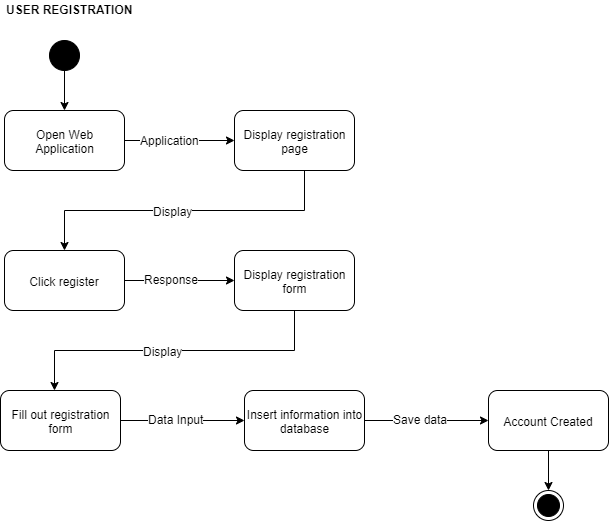 USER REGISTRATION
Open Web
Application
Application
Display registration
page
Display
Click register
Response
Display registration
form
Display
Fill out registration
form
Data Input
Insert information into
database
Save data
Account Created